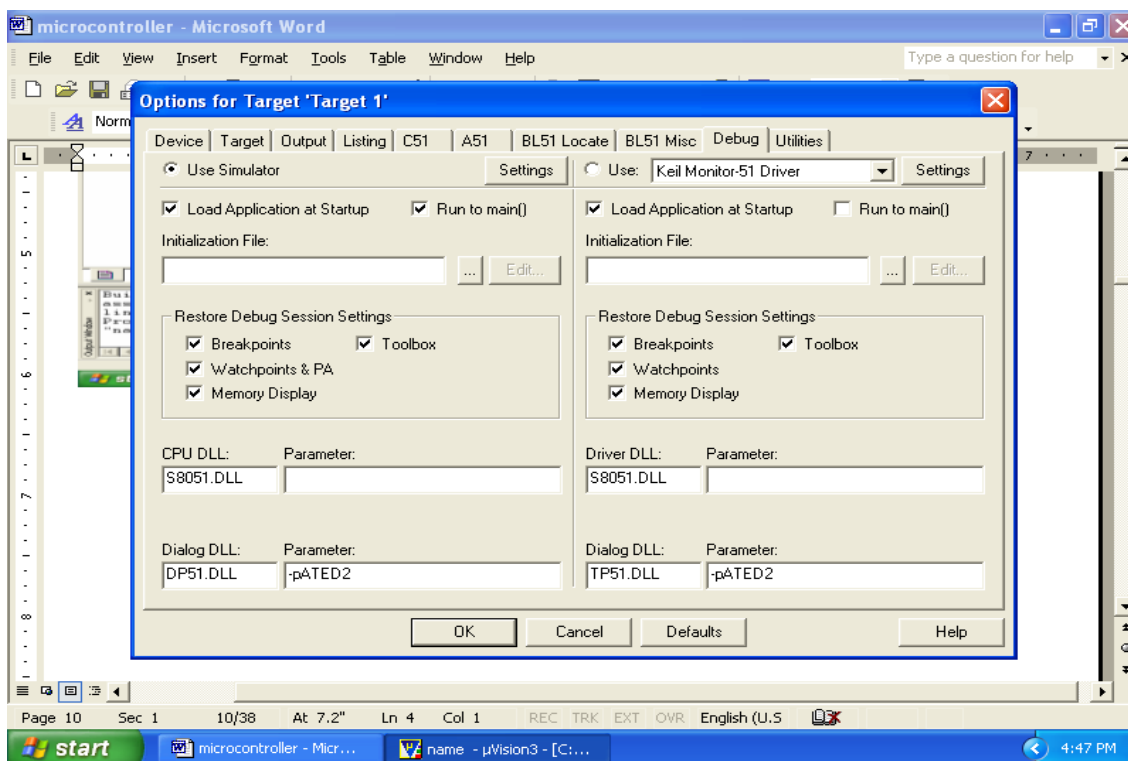 microcontroller - Microsoft Word
File Edit View Insert Format Tools Table Window Help Type a question for help
Norm
Options for Target 'Target 1'
Device Target Output Listing C51 A51 BL51 Locate BL51 Misc Debug Utilities
Use Simulator Settings Use: Keil Monitor-51 Driver Settings
Load Application at Startup Run to main() Load Application at Startup Run to main()
Initialization File: Initialization File:
... Edit... ... Edit...
Restore Debug Session Settings Restore Debug Session Settings
Breakpoints Toolbox Breakpoints Toolbox
Watchpoints & PA Watchpoints
Memory Display Memory Display
CPU DLL: Parameter: Driver DLL: Parameter:
S8051.DLL S8051.DLL
Dialog DLL: Parameter: Dialog DLL: Parameter:
DP51.DLL -pATED2 TP51.DLL -pATED2
OK Cancel Defaults Help
Page 10 Sec 1 10/38 At 7.2" Ln 4 Col 1 REC TRK EXT OVR English (U.S
start microcontroller - Micr... name - µVision3 - [C:... 4:47 PM